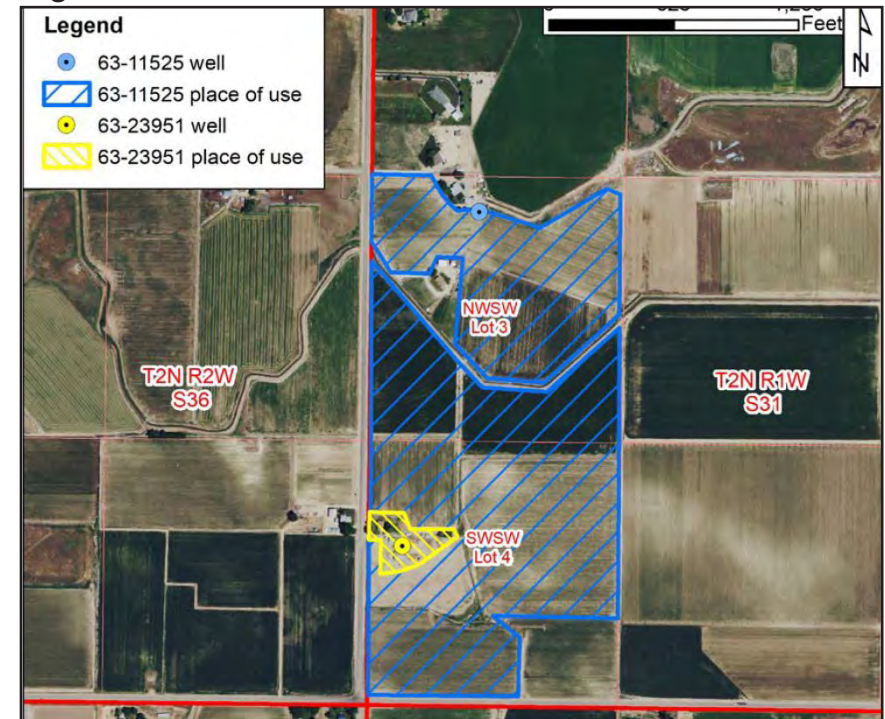 Legend
63-11525 well
63-11525 place of use
63-23951 well
63-23951 place of use
Feet
N
NWSW
Lot 3
T2N R2W
S36
T2N R1W
S31
SWSW
Lot 4